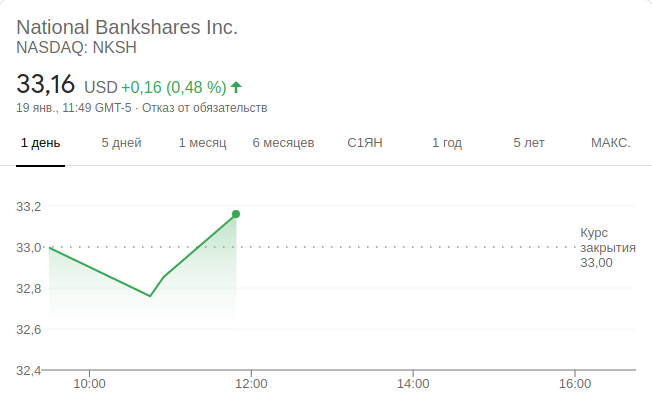 National Bankshares Inc.
NASDAQ: NKSH
33,16 USD +0,16 (0,48 %)
19 янв., 11:49 GMT-5 · Отказ от обязательств
1 день 5 дней 1 месяц 6 месяцев С1ЯН 1 год 5 лет МАКС.
33,2
33,0
32,8
32,6
32,4
Курс
закрытия
33,00
10:00 12:00 14:00 16:00